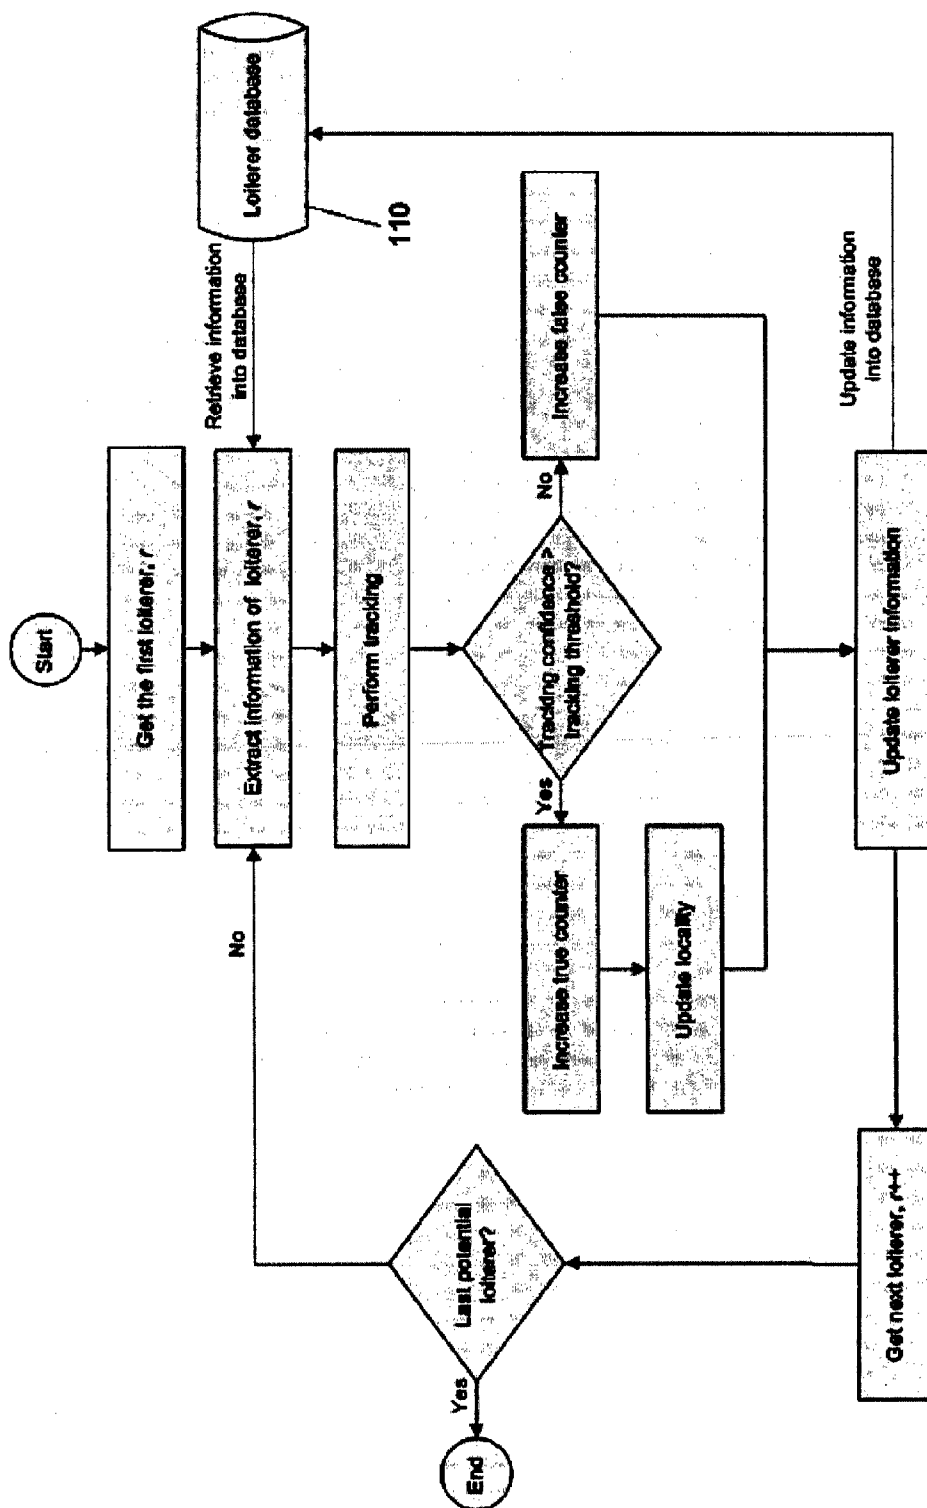 Start
Get the first loiterer, r
Extract information of loiterer, r
Retrieve information
into database
Loiterer database
110
Perform tracking
Tracking confidence >
tracking threshold?
Yes
No
Increase true counter
Update locality
Increase false counter
Update loiterer information
Update information
into database
Get next loiterer, r++
Last potential
loiterer?
No
Yes
End